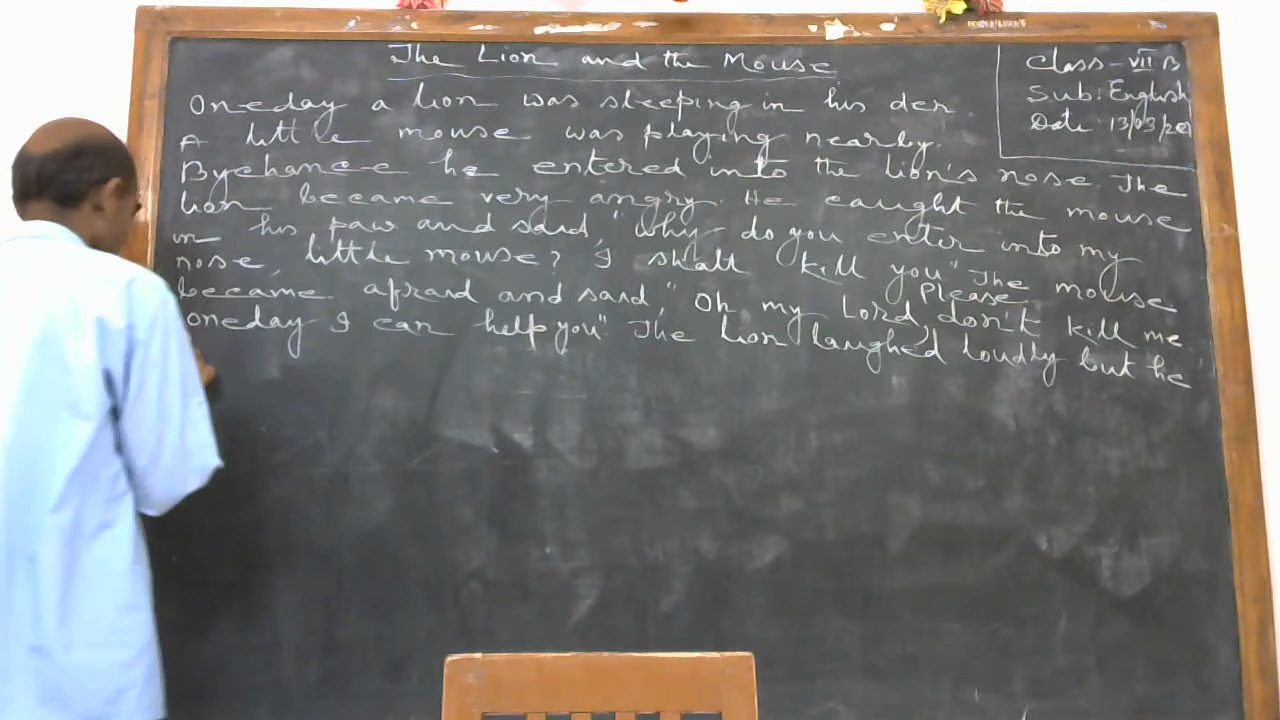 The Lion and the Mouse
Class - VII B
Sub: English
Date 13/03/201
Oneday a lion was sleeping in his den.
A little mouse was playing nearby.
Bychance he entered into the lion's nose. The
lion became very angry. He caught the mouse
in his paw and said, "Why do you enter into my
nose, little mouse? I shall kill you". The mouse
became afraid and said, "Oh my Lord, Please don't kill me
Oneday I can help you". The Lion laughed loudly but he